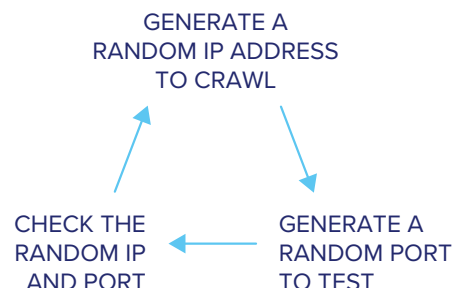 GENERATE A
RANDOM IP ADDRESS
TO CRAWL
GENERATE A
RANDOM PORT
TO TEST
CHECK THE
RANDOM IP
AND PORT